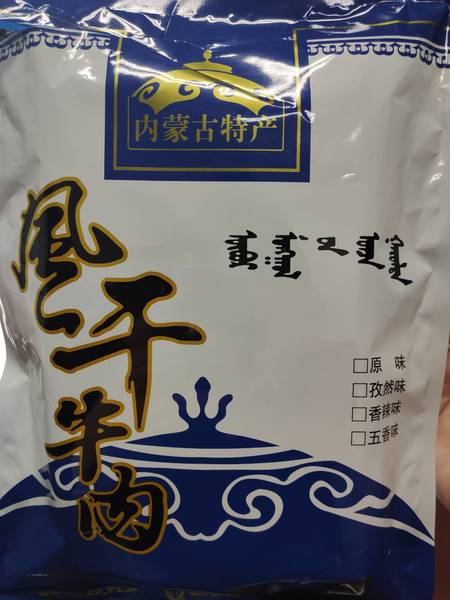 内蒙古特产
風干牛肉
□原 味
□孜然味
□香辣味
□五香味